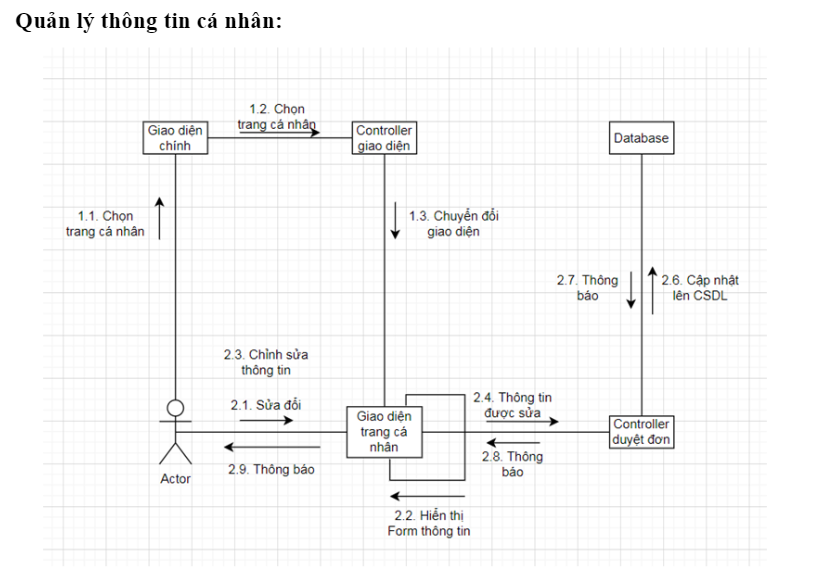 Quản lý thông tin cá nhân:
1.2. Chọn
trang cá nhân
Giao diện
chính
Controller
giao diện
Database
1.1. Chọn
trang cá nhân
1.3. Chuyển đổi
giao diện
2.7. Thông
báo
2.6. Cập nhật
lên CSDL
2.3. Chỉnh sửa
thông tin
2.1. Sửa đổi
2.4. Thông tin
được sửa
Giao diện
trang cá
nhân
Controller
duyệt đơn
2.9. Thông báo
2.8. Thông
báo
Actor
2.2. Hiển thị
Form thông tin